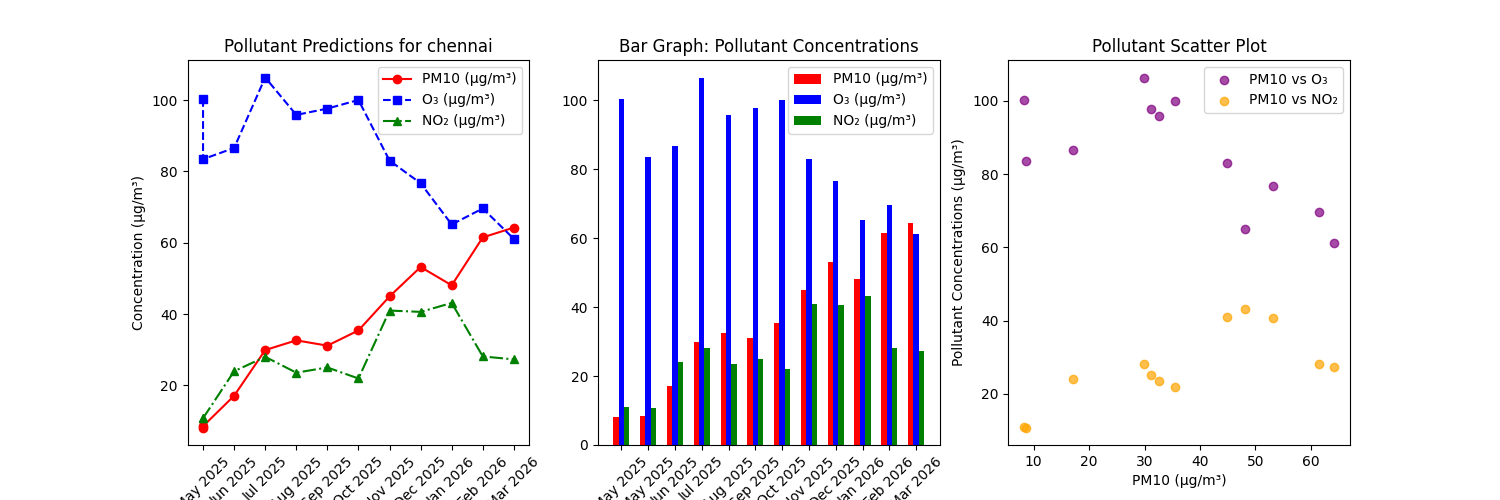 Pollutant Predictions for chennai
PM10 (μg/m³)
O₃ (μg/m³)
NO₂ (μg/m³)
Concentration (μg/m³)
100
80
60
40
20
May 2025
Jun 2025
Jul 2025
Aug 2025
Sep 2025
Oct 2025
Nov 2025
Dec 2025
Jan 2026
Feb 2026
Mar 2026
Bar Graph: Pollutant Concentrations
PM10 (μg/m³)
O₃ (μg/m³)
NO₂ (μg/m³)
100
80
60
40
20
0
May 2025
May 2025
Jun 2025
Jul 2025
Aug 2025
Sep 2025
Oct 2025
Nov 2025
Dec 2025
Jan 2026
Feb 2026
Mar 2026
Pollutant Scatter Plot
PM10 vs O₃
PM10 vs NO₂
Pollutant Concentrations (μg/m³)
100
80
60
40
20
10
20
30
40
50
60
PM10 (μg/m³)